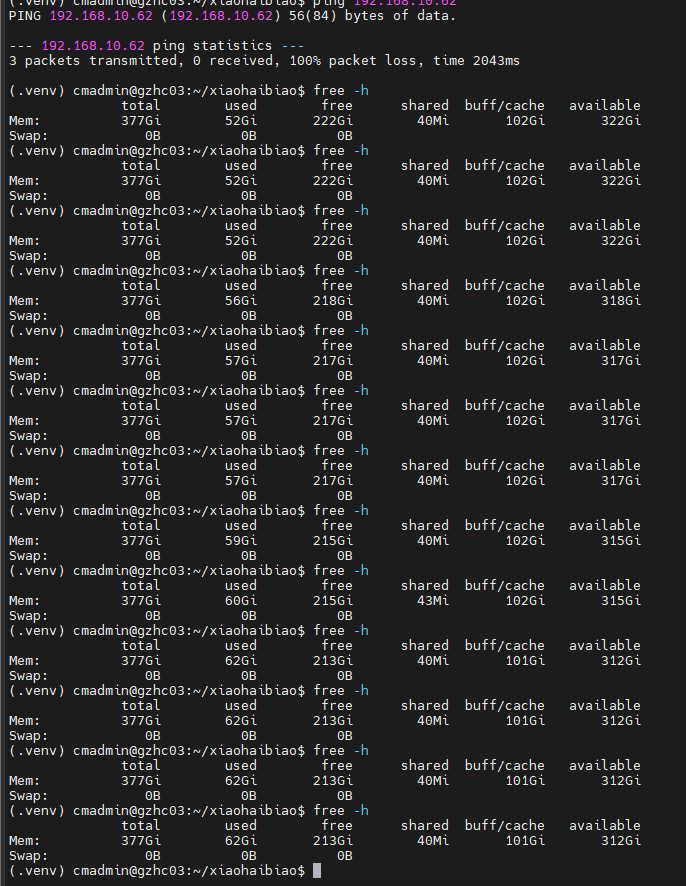 (.venv) cmadmin@gzhc03:~/xiaohaibiao$ ping 192.168.10.62
PING 192.168.10.62 (192.168.10.62) 56(84) bytes of data.

--- 192.168.10.62 ping statistics ---
3 packets transmitted, 0 received, 100% packet loss, time 2043ms

(.venv) cmadmin@gzhc03:~/xiaohaibiao$ free -h
              total        used        free      shared  buff/cache   available
Mem:          377Gi        52Gi       222Gi        40Mi       102Gi       322Gi
Swap:            0B          0B          0B
(.venv) cmadmin@gzhc03:~/xiaohaibiao$ free -h
              total        used        free      shared  buff/cache   available
Mem:          377Gi        52Gi       222Gi        40Mi       102Gi       322Gi
Swap:            0B          0B          0B
(.venv) cmadmin@gzhc03:~/xiaohaibiao$ free -h
              total        used        free      shared  buff/cache   available
Mem:          377Gi        52Gi       222Gi        40Mi       102Gi       322Gi
Swap:            0B          0B          0B
(.venv) cmadmin@gzhc03:~/xiaohaibiao$ free -h
              total        used        free      shared  buff/cache   available
Mem:          377Gi        56Gi       218Gi        40Mi       102Gi       318Gi
Swap:            0B          0B          0B
(.venv) cmadmin@gzhc03:~/xiaohaibiao$ free -h
              total        used        free      shared  buff/cache   available
Mem:          377Gi        57Gi       217Gi        40Mi       102Gi       317Gi
Swap:            0B          0B          0B
(.venv) cmadmin@gzhc03:~/xiaohaibiao$ free -h
              total        used        free      shared  buff/cache   available
Mem:          377Gi        57Gi       217Gi        40Mi       102Gi       317Gi
Swap:            0B          0B          0B
(.venv) cmadmin@gzhc03:~/xiaohaibiao$ free -h
              total        used        free      shared  buff/cache   available
Mem:          377Gi        57Gi       217Gi        40Mi       102Gi       317Gi
Swap:            0B          0B          0B
(.venv) cmadmin@gzhc03:~/xiaohaibiao$ free -h
              total        used        free      shared  buff/cache   available
Mem:          377Gi        59Gi       215Gi        40Mi       102Gi       315Gi
Swap:            0B          0B          0B
(.venv) cmadmin@gzhc03:~/xiaohaibiao$ free -h
              total        used        free      shared  buff/cache   available
Mem:          377Gi        60Gi       215Gi        43Mi       102Gi       315Gi
Swap:            0B          0B          0B
(.venv) cmadmin@gzhc03:~/xiaohaibiao$ free -h
              total        used        free      shared  buff/cache   available
Mem:          377Gi        62Gi       213Gi        40Mi       101Gi       312Gi
Swap:            0B          0B          0B
(.venv) cmadmin@gzhc03:~/xiaohaibiao$ free -h
              total        used        free      shared  buff/cache   available
Mem:          377Gi        62Gi       213Gi        40Mi       101Gi       312Gi
Swap:            0B          0B          0B
(.venv) cmadmin@gzhc03:~/xiaohaibiao$ free -h
              total        used        free      shared  buff/cache   available
Mem:          377Gi        62Gi       213Gi        40Mi       101Gi       312Gi
Swap:            0B          0B          0B
(.venv) cmadmin@gzhc03:~/xiaohaibiao$ free -h
              total        used        free      shared  buff/cache   available
Mem:          377Gi        62Gi       213Gi        40Mi       101Gi       312Gi
Swap:            0B          0B          0B
(.venv) cmadmin@gzhc03:~/xiaohaibiao$